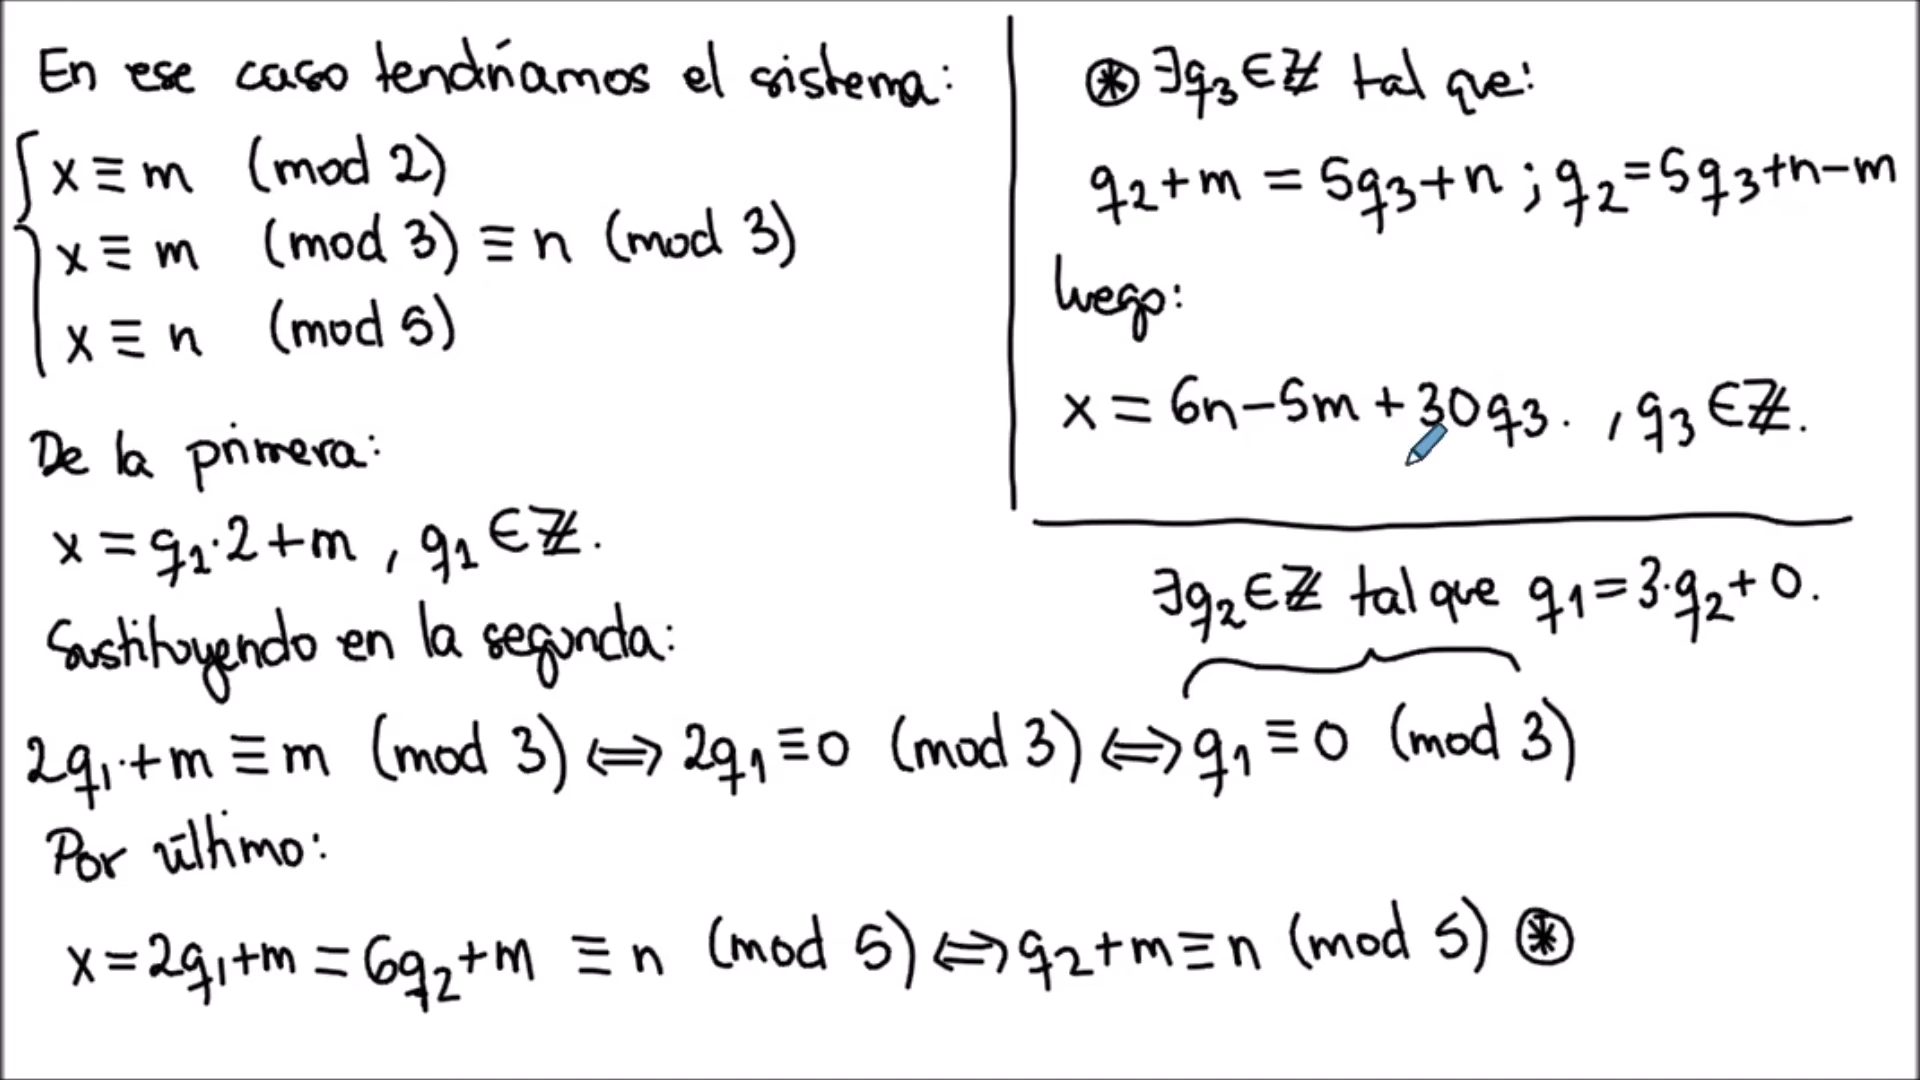 En ese caso tendríamos el sistema:
x ≡ m (mod 2)
x ≡ m (mod 3) ≡ n (mod 3)
x ≡ n (mod 5)
De la primera:
x = q₁·2 + m , q₁ ∈ ℤ.
Sustituyendo en la segunda:
2q₁ + m ≡ m (mod 3) ⟺ 2q₁ ≡ 0 (mod 3) ⟺ q₁ ≡ 0 (mod 3)
∃q₂ ∈ ℤ tal que q₁ = 3·q₂ + 0.
Por último:
x = 2q₁ + m = 6q₂ + m ≡ n (mod 5) ⟺ q₂ + m ≡ n (mod 5) ⊛
⊛ ∃q₃ ∈ ℤ tal que:
q₂ + m = 5q₃ + n ; q₂ = 5q₃ + n − m
luego:
x = 6n − 5m + 30q₃. , q₃ ∈ ℤ.